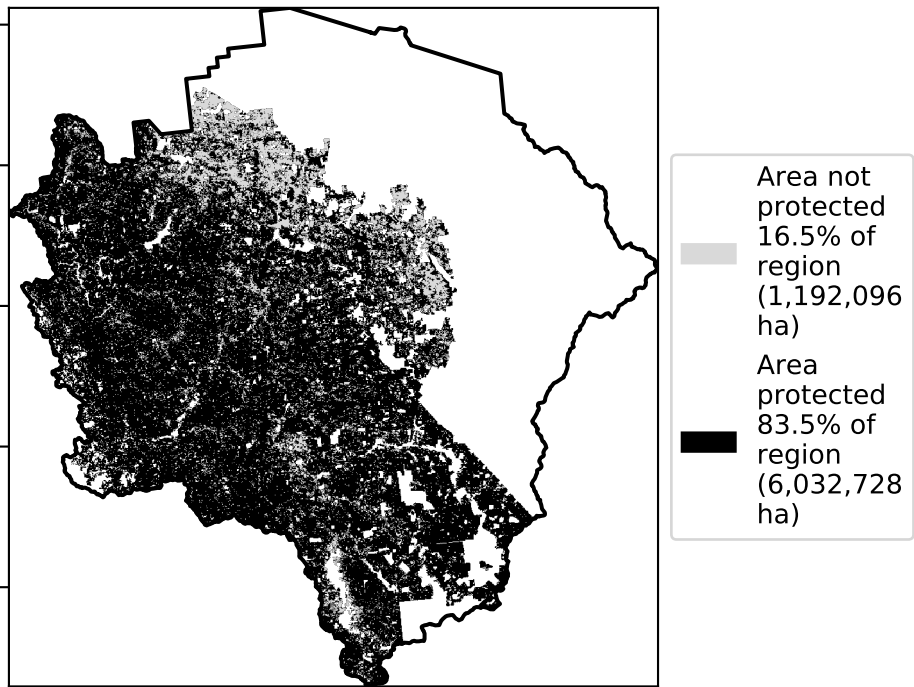 Area not
protected
16.5% of
region
(1,192,096
ha)
Area
protected
83.5% of
region
(6,032,728
ha)